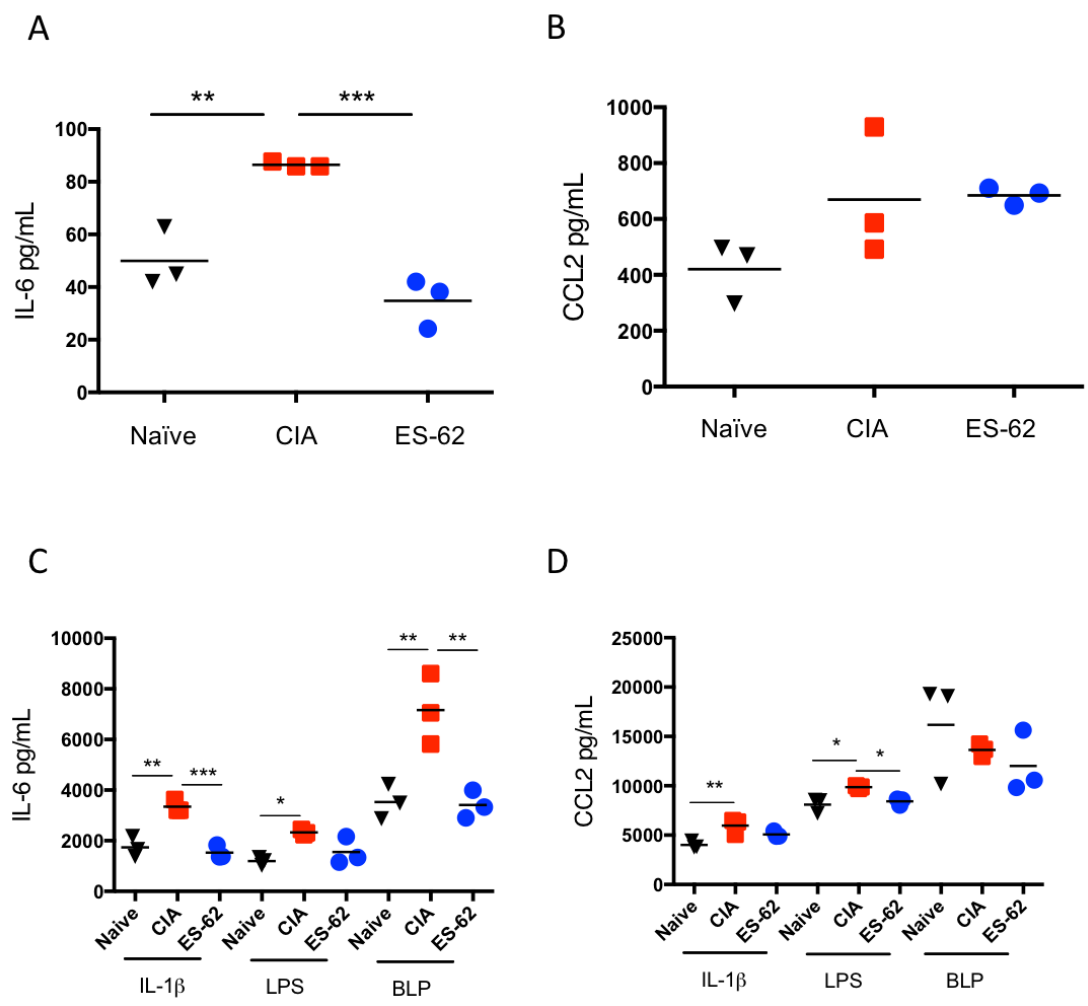 A
** ***
IL-6 pg/mL
100
80
60
40
20
0
Naïve CIA ES-62
B
CCL2 pg/mL
1000
800
600
400
200
0
Naïve CIA ES-62
C
IL-6 pg/mL
10000
8000
6000
4000
2000
0
** *** * ** **
Naive CIA ES-62 Naive CIA ES-62 Naive CIA ES-62
IL-1β LPS BLP
D
CCL2 pg/mL
25000
20000
15000
10000
5000
0
** * *
Naive CIA ES-62 Naive CIA ES-62 Naive CIA ES-62
IL-1β LPS BLP